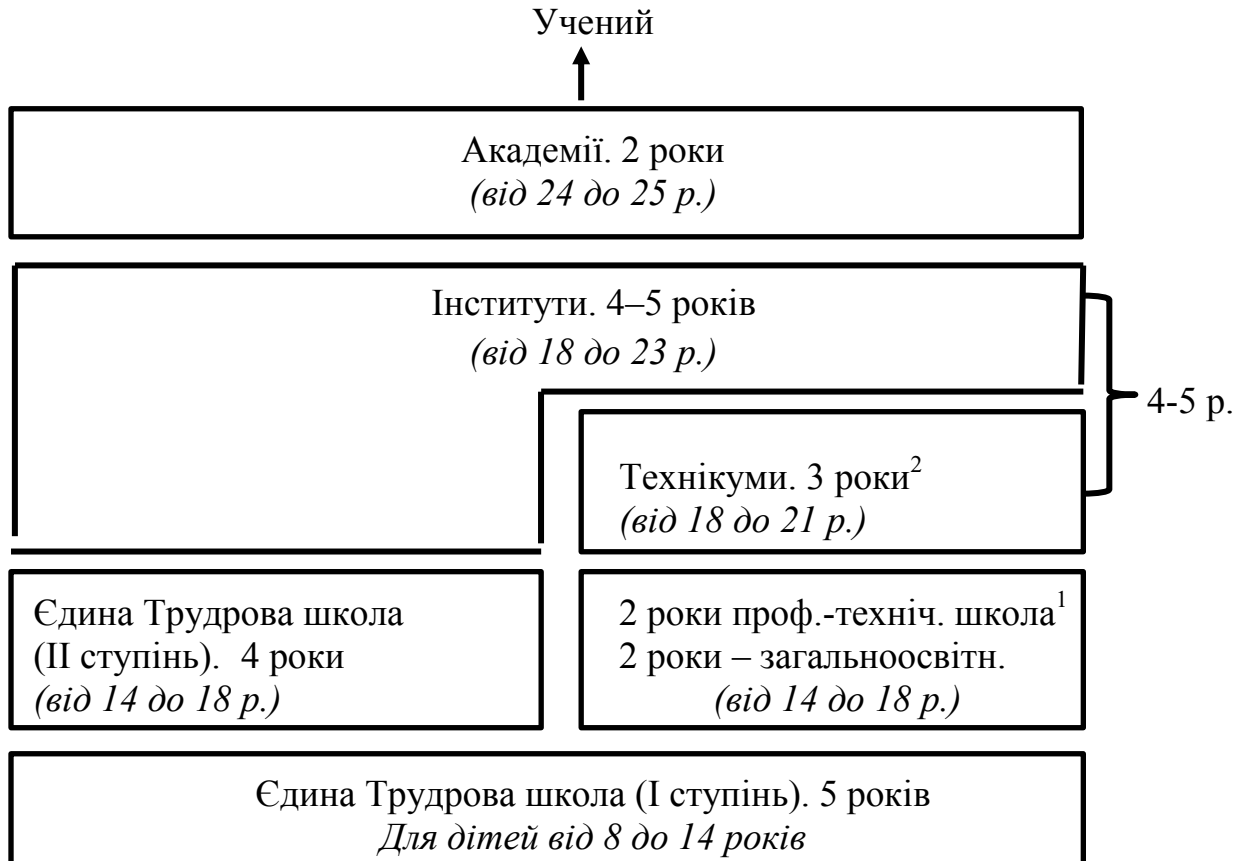 Учений
Академії. 2 роки
(від 24 до 25 р.)
Інститути. 4–5 років
(від 18 до 23 р.)
4-5 р.
Технікуми. 3 роки²
(від 18 до 21 р.)
Єдина Трудрова школа
(ІІ ступінь). 4 роки
(від 14 до 18 р.)
2 роки проф.-техніч. школа¹
2 роки – загальноосвітн.
(від 14 до 18 р.)
Єдина Трудрова школа (І ступінь). 5 років
Для дітей від 8 до 14 років